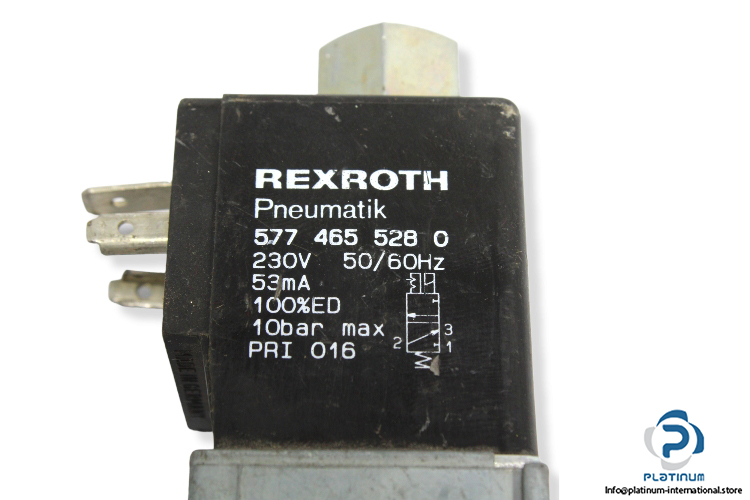 REXROTH
Pneumatik
577 465 528 0
230V 50/60Hz
53mA
100%ED
10bar max
PRI 016
3
2
1
PLATINUM
Info@platinum-international.store